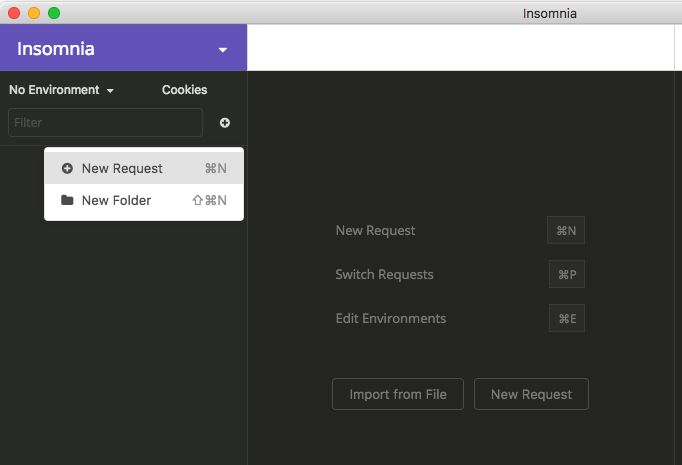 Insomnia
Insomnia
No Environment
Cookies
Filter
New Request ⌘N
New Folder ⇧⌘N
New Request ⌘N
Switch Requests ⌘P
Edit Environments ⌘E
Import from File
New Request